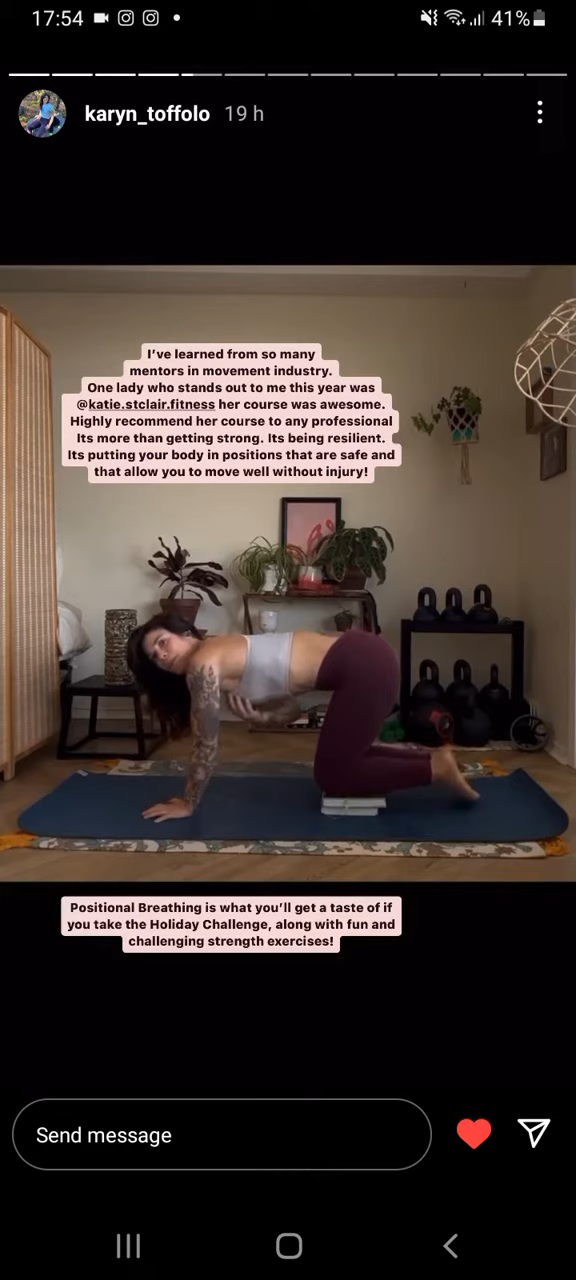 17:54
41%
karyn_toffolo 19 h
I've learned from so many
mentors in movement industry.
One lady who stands out to me this year was
@katie.stclair.fitness her course was awesome.
Highly recommend her course to any professional
Its more than getting strong. Its being resilient.
Its putting your body in positions that are safe and
that allow you to move well without injury!
Positional Breathing is what you'll get a taste of if
you take the Holiday Challenge, along with fun and
challenging strength exercises!
Send message